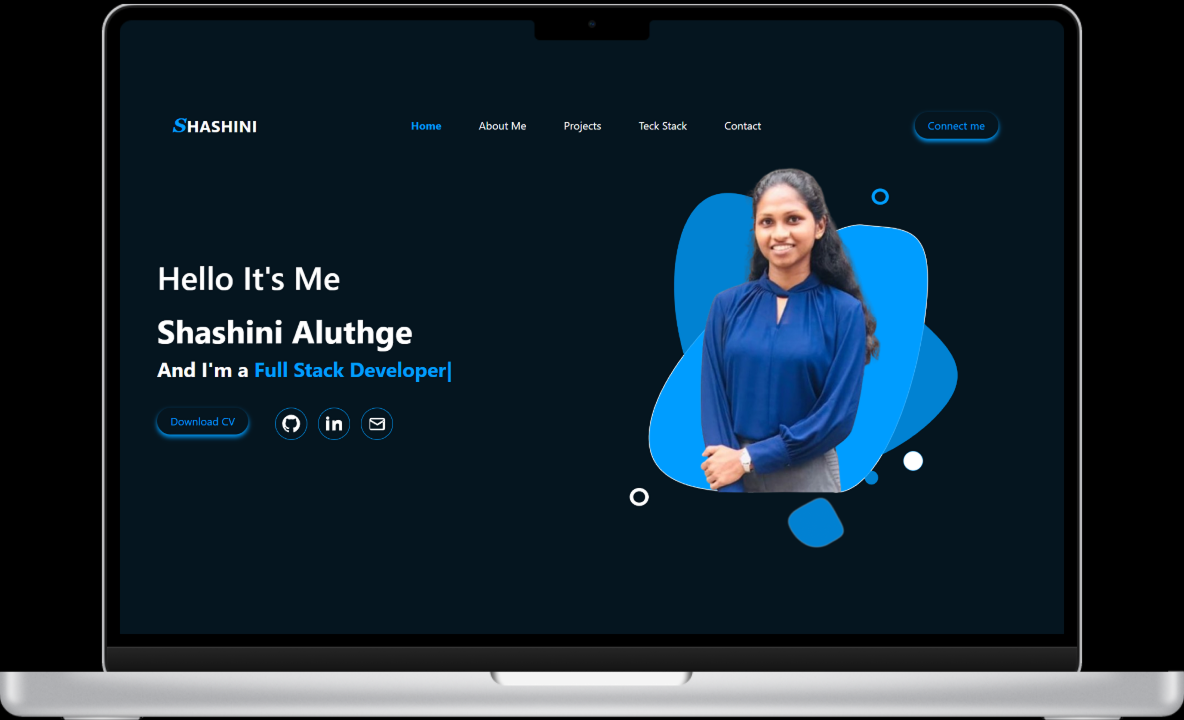 SHASHINI
Home About Me Projects Teck Stack Contact
Connect me
Hello It's Me
Shashini Aluthge
And I'm a Full Stack Developer|
Download CV
in